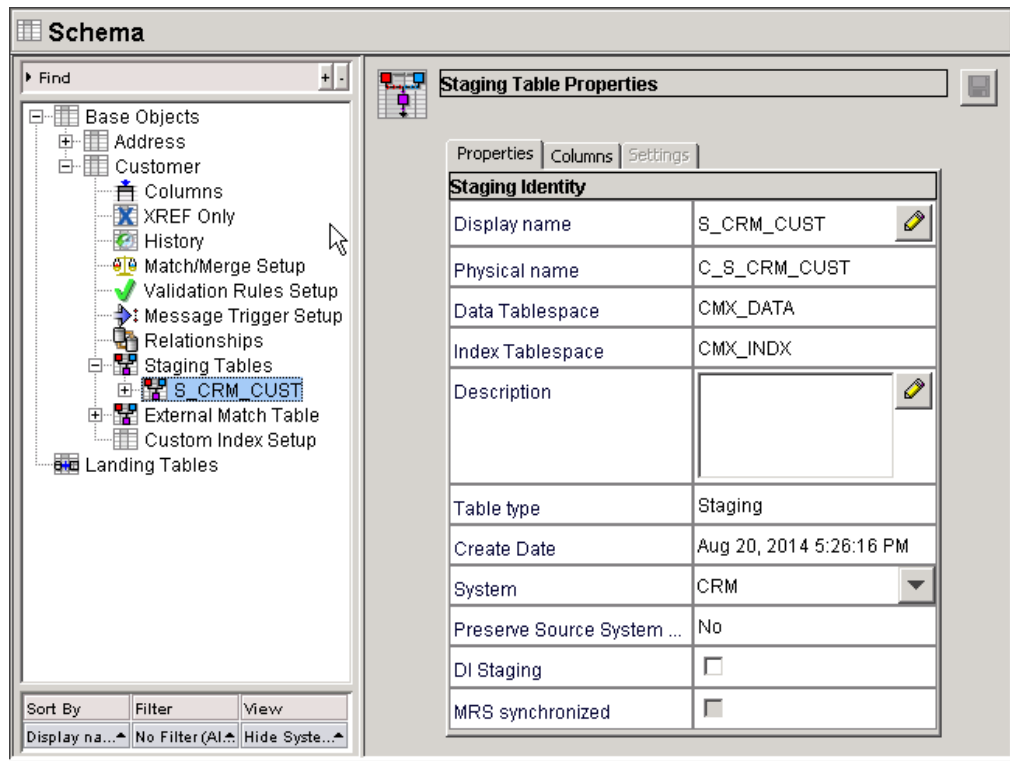 Schema
Find
+ -
Base Objects
Address
Customer
Columns
XREF Only
History
Match/Merge Setup
Validation Rules Setup
Message Trigger Setup
Relationships
Staging Tables
S_CRM_CUST
External Match Table
Custom Index Setup
Landing Tables
Sort By Filter View
Display na... No Filter (Al... Hide Syste...
Staging Table Properties
Properties Columns Settings
Staging Identity
Display name S_CRM_CUST
Physical name C_S_CRM_CUST
Data Tablespace CMX_DATA
Index Tablespace CMX_INDX
Description
Table type Staging
Create Date Aug 20, 2014 5:26:16 PM
System CRM
Preserve Source System ... No
DI Staging
MRS synchronized